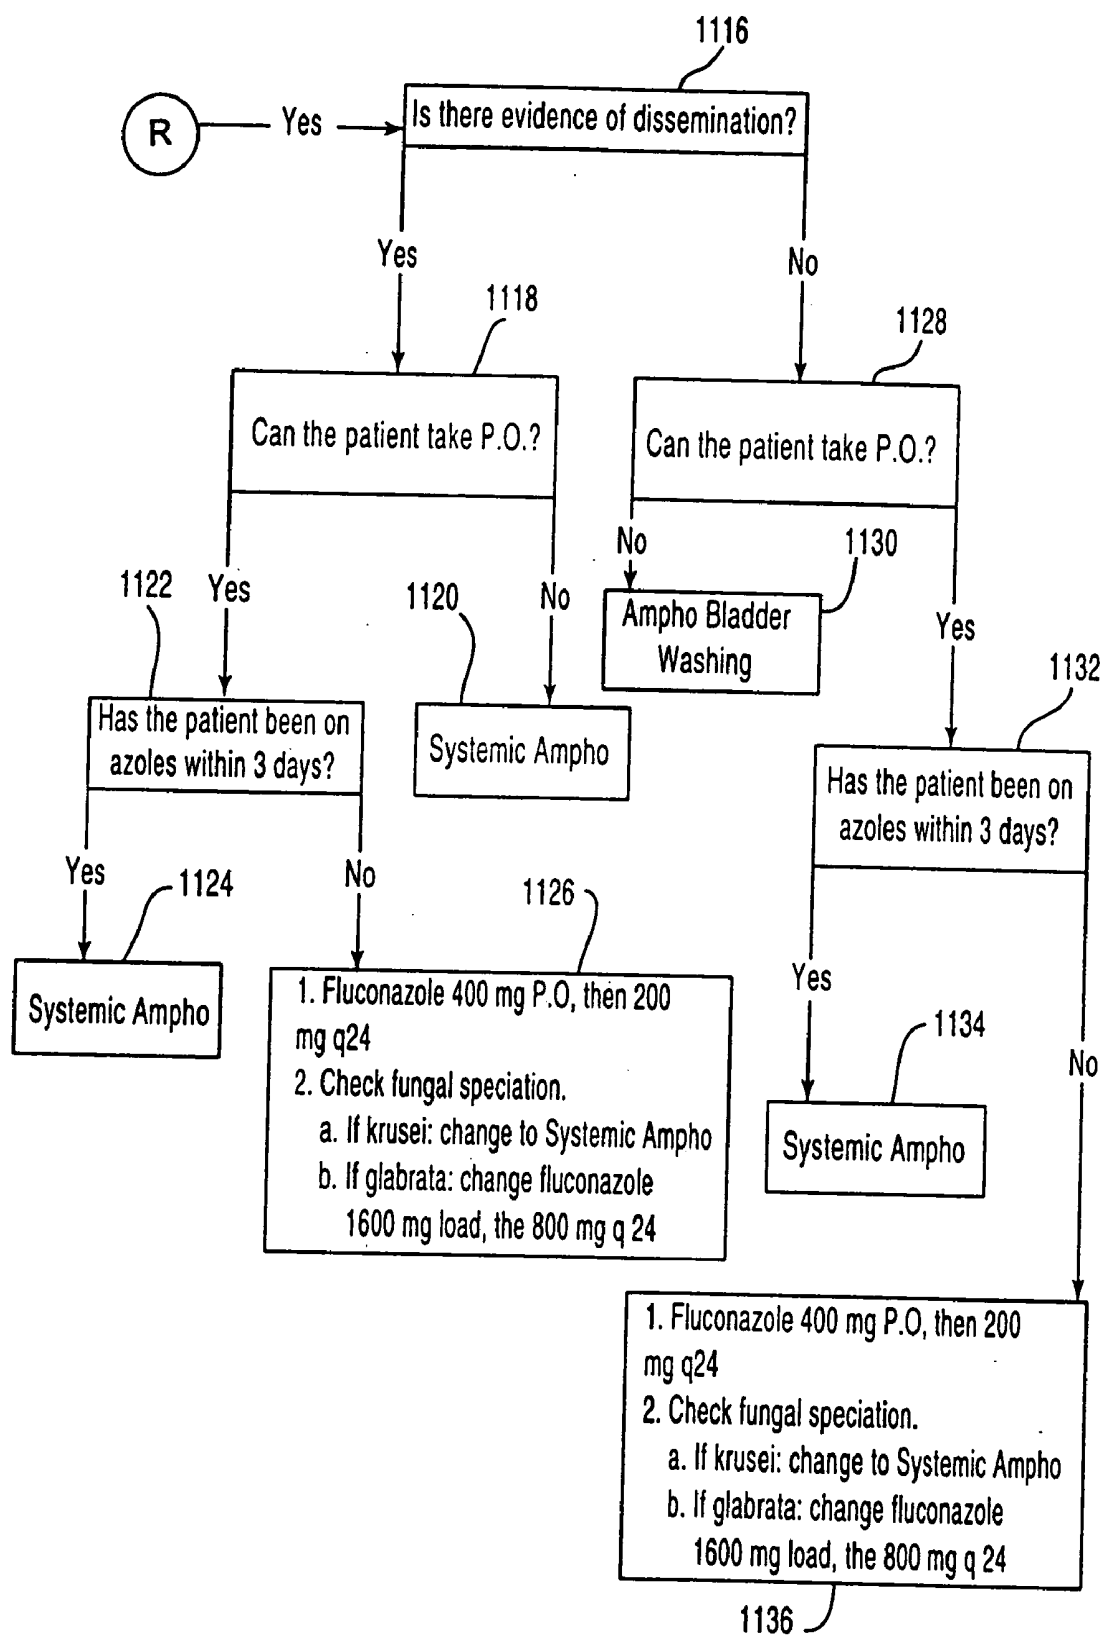 1116
R
Yes
Is there evidence of dissemination?
Yes
No
1118
1128
Can the patient take P.O.?
Can the patient take P.O.?
No
1130
1122
Yes
1120
No
Ampho Bladder
Washing
Yes
1132
Has the patient been on
azoles within 3 days?
Systemic Ampho
Has the patient been on
azoles within 3 days?
Yes
1124
No
1126
Systemic Ampho
1. Fluconazole 400 mg P.O, then 200
mg q24
2. Check fungal speciation.
a. If krusei: change to Systemic Ampho
b. If glabrata: change fluconazole
1600 mg load, the 800 mg q 24
Yes
1134
No
Systemic Ampho
1. Fluconazole 400 mg P.O, then 200
mg q24
2. Check fungal speciation.
a. If krusei: change to Systemic Ampho
b. If glabrata: change fluconazole
1600 mg load, the 800 mg q 24
1136